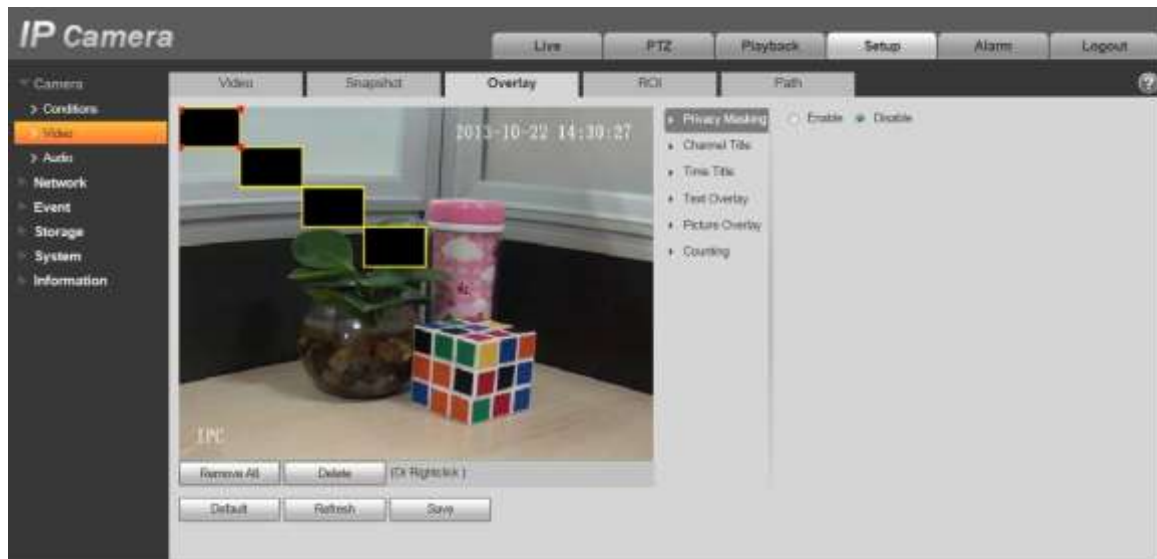 IP Camera
Live PTZ Playback Setup Alarm Logout
Camera
Conditions
Video
Audio
Network
Event
Storage
System
Information
Video Snapshot Overlay ROI Path
2013-10-22 14:30:27
IPC
Privacy Masking
Channel Title
Time Title
Text Overlay
Picture Overlay
Counting
Enable Disable
Remove All Delete (Or Rightclick )
Default Refresh Save